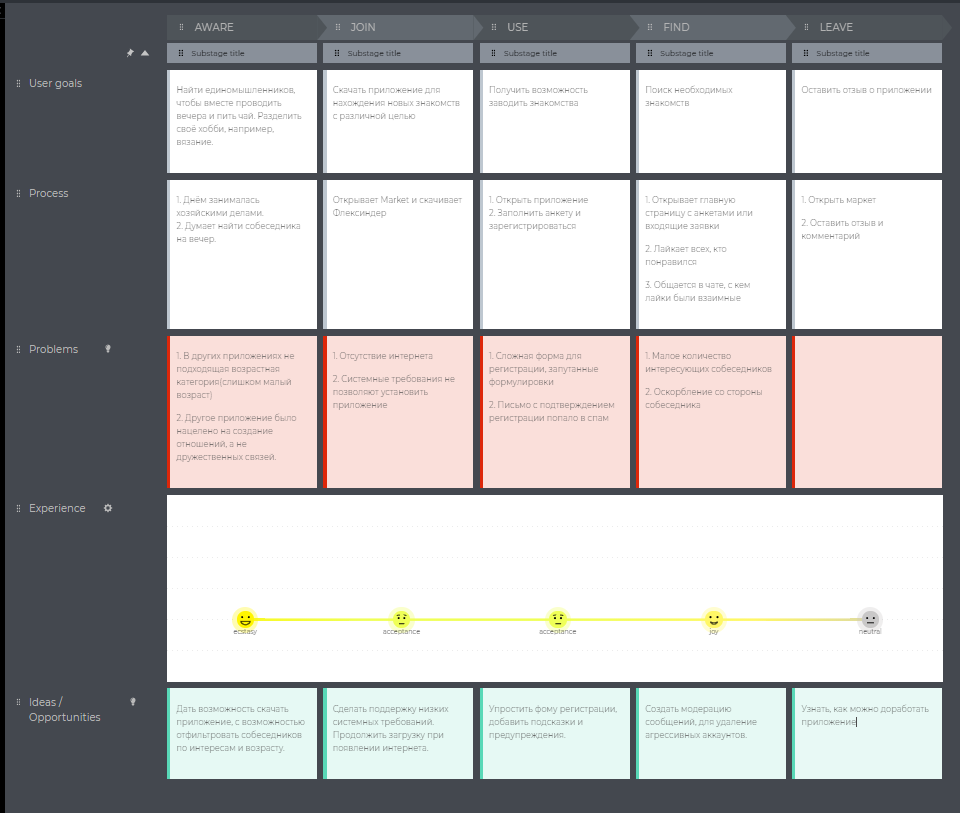 AWARE
JOIN
USE
FIND
LEAVE
Substage title
Substage title
Substage title
Substage title
Substage title
User goals
Найти единомышленников,
чтобы вместе проводить
вечера и пить чай. Разделить
своё хобби, например,
вязание.
Скачать приложение для
нахождения новых знакомств
с различной целью
Получить возможность
заводить знакомства
Поиск необходимых
знакомств
Оставить отзыв о приложении
Process
1. Днём занималась
хозяйскими делами.
2. Думает найти собеседника
на вечер.
Открывает Market и скачивает
Флексиндер
1. Открыть приложение
2. Заполнить анкету и
зарегистрироваться
1. Открывает главную
страницу с анкетами или
входящие заявки
2. Лайкает всех, кто
понравился
3. Общается в чате, с кем
лайки были взаимные
1. Открыть маркет
2. Оставить отзыв и
комментарий
Problems
1. В других приложениях не
подходящая возрастная
категория(слишком малый
возраст)
2. Другое приложение было
нацелено на создание
отношений, а не
дружественных связей.
1. Отсутствие интернета
2. Системные требования не
позволяют установить
приложение
1. Сложная форма для
регистрации, запутанные
формулировки
2. Письмо с подтверждением
регистрации попало в спам
1. Малое количество
интересующих собеседников
2. Оскорбление со стороны
собеседника
Experience
ecstasy
acceptance
acceptance
joy
neutral
Ideas /
Opportunities
Дать возможность скачать
приложение, с возможностью
отфильтровать собеседников
по интересам и возрасту.
Сделать поддержку низких
системных требований.
Продолжить загрузку при
появлении интернета.
Упростить фому регистрации,
добавить подсказки и
предупреждения.
Создать модерацию
сообщений, для удаление
агрессивных аккаунтов.
Узнать, как можно доработать
приложение